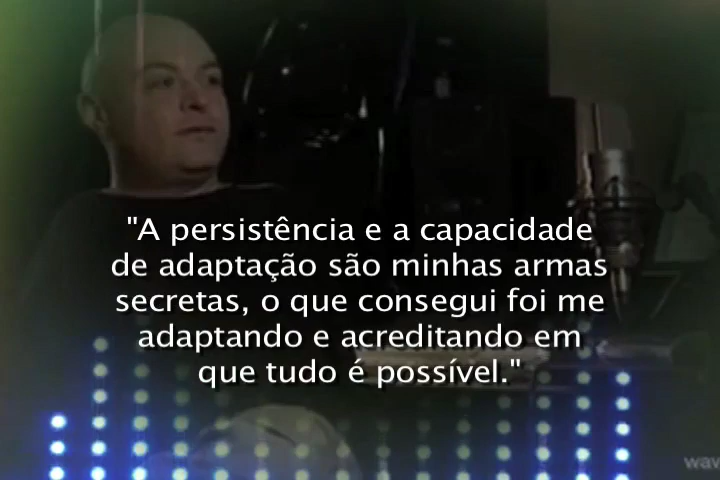 "A persistência e a capacidade
de adaptação são minhas armas
secretas, o que consegui foi me
adaptando e acreditando em
que tudo é possível."